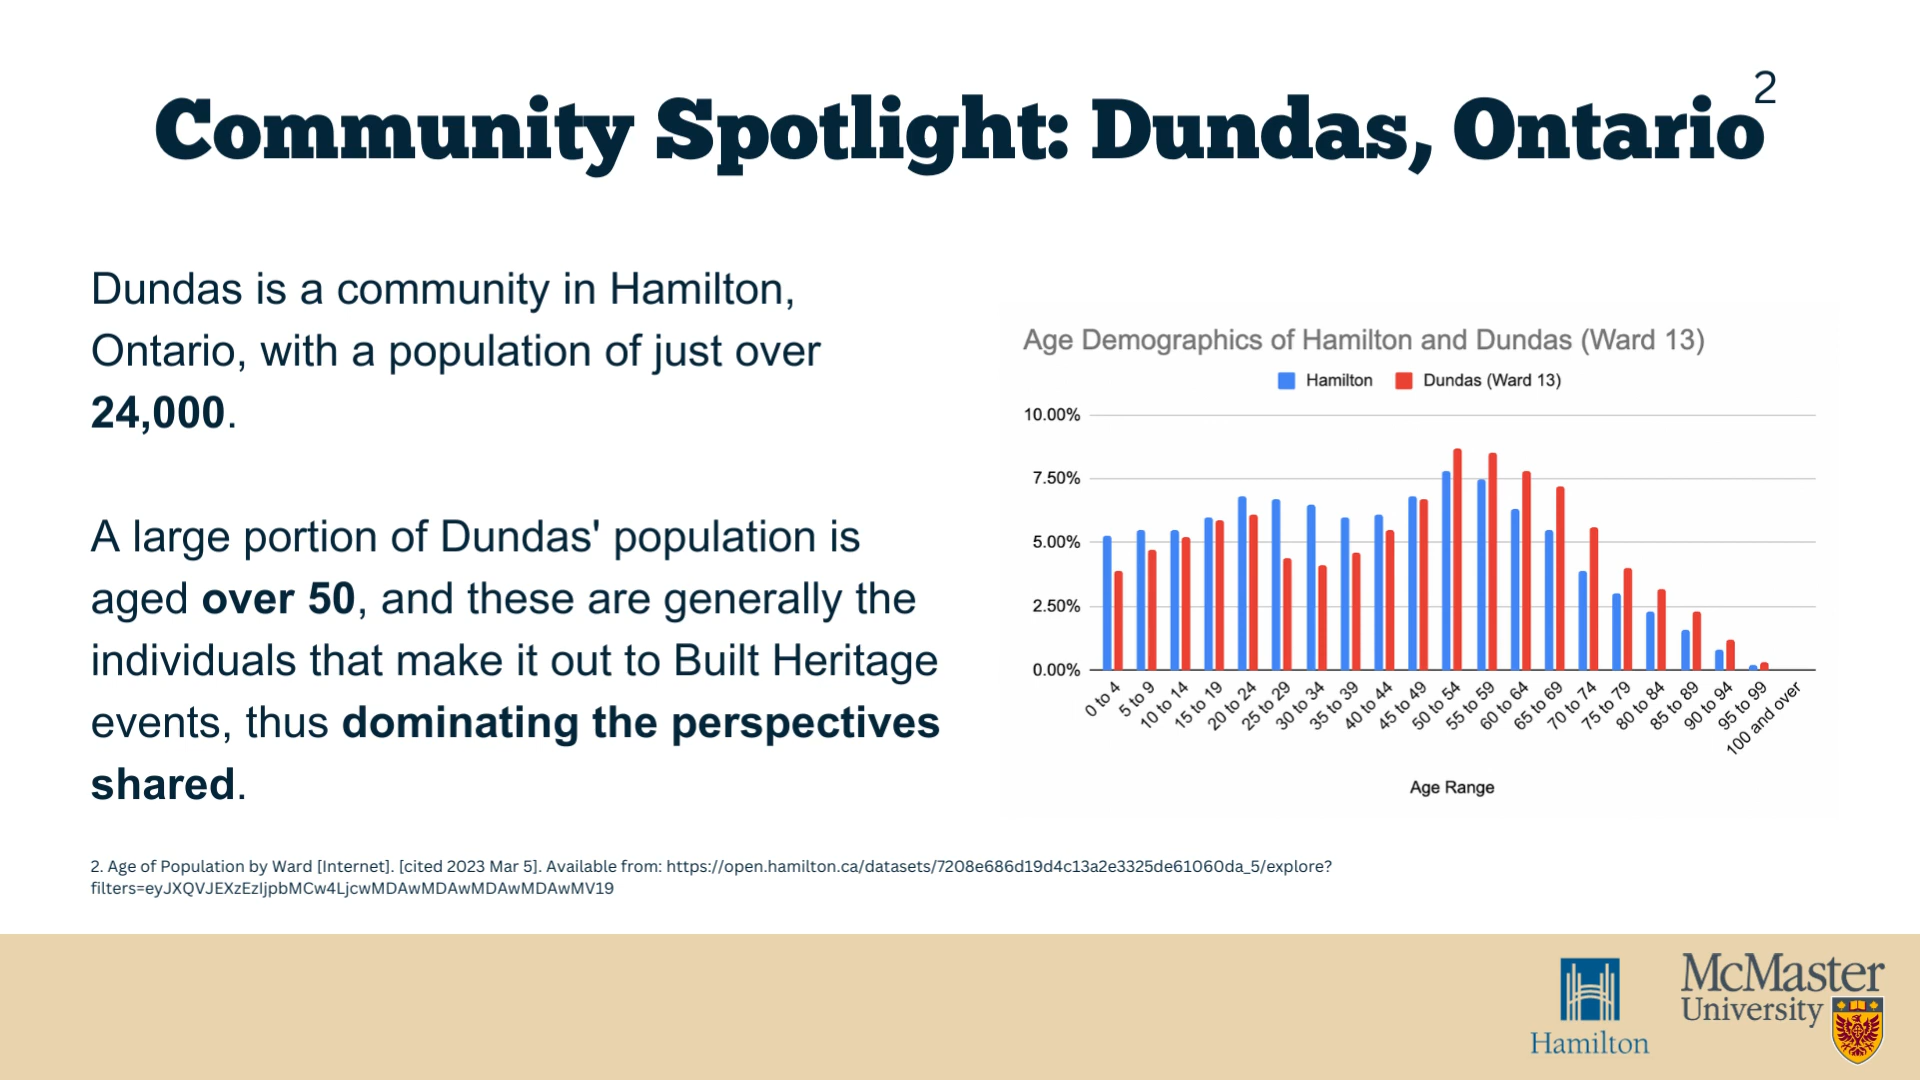 Community Spotlight: Dundas, Ontario 2
Dundas is a community in Hamilton,
Ontario, with a population of just over
24,000.
A large portion of Dundas' population is
aged over 50, and these are generally the
individuals that make it out to Built Heritage
events, thus dominating the perspectives
shared.
Age Demographics of Hamilton and Dundas (Ward 13)
Hamilton Dundas (Ward 13)
10.00%
7.50%
5.00%
2.50%
0.00%
0 to 4
5 to 9
10 to 14
15 to 19
20 to 24
25 to 29
30 to 34
35 to 39
40 to 44
45 to 49
50 to 54
55 to 59
60 to 64
65 to 69
70 to 74
75 to 79
80 to 84
85 to 89
90 to 94
95 to 99
100 and over
Age Range
2. Age of Population by Ward [Internet]. [cited 2023 Mar 5]. Available from: https://open.hamilton.ca/datasets/7208e686d19d4c13a2e3325de61060da_5/explore?
filters=eyJXQVJEXzEzIjpbMCw4LjcwMDAwMDAwMDAwMDAwMV19
Hamilton
McMaster
University